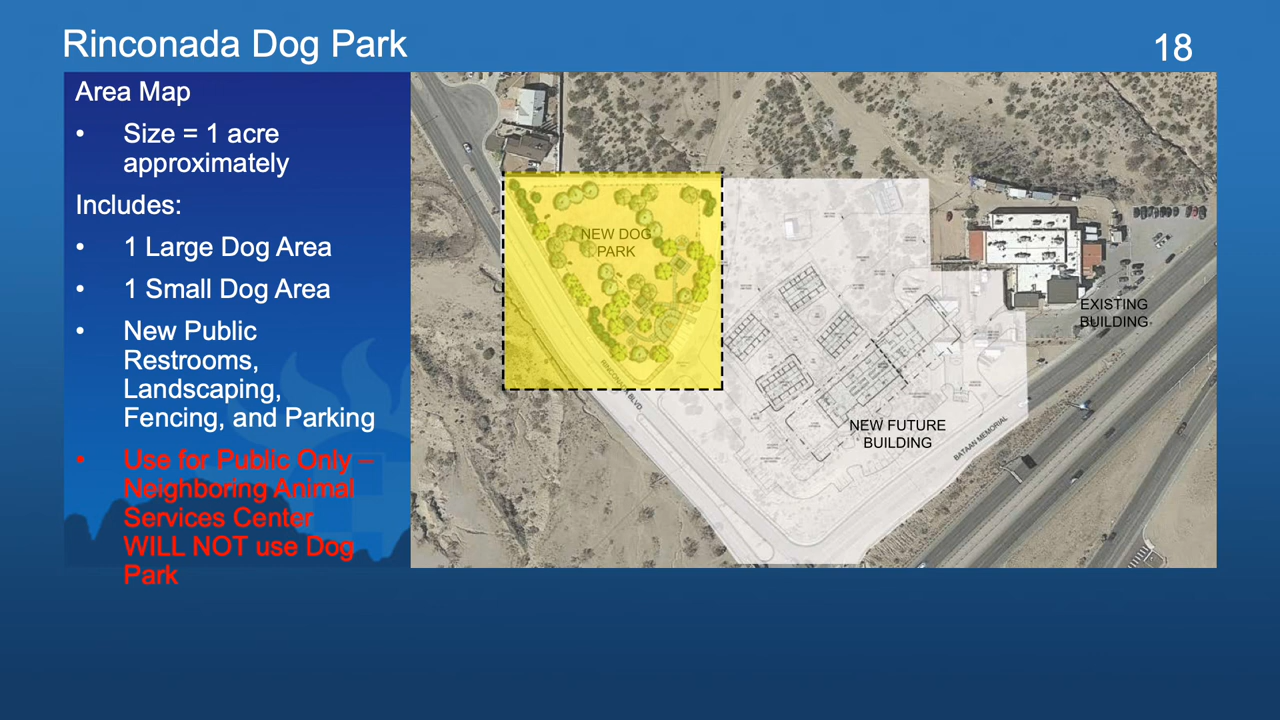 Rinconada Dog Park
18
Area Map
• Size = 1 acre
approximately
Includes:
• 1 Large Dog Area
• 1 Small Dog Area
• New Public
Restrooms,
Landscaping,
Fencing, and Parking
• Use for Public Only –
Neighboring Animal
Services Center
WILL NOT use Dog
Park
NEW DOG
PARK
EXISTING
BUILDING
RINCONADA BLVD.
NEW FUTURE
BUILDING
BATAAN MEMORIAL